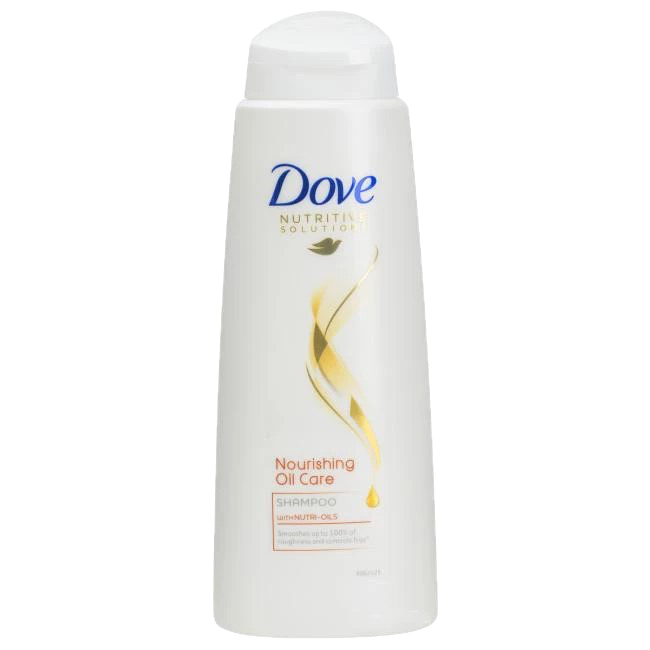 Dove
NUTRITIVE
SOLUTIONS
Nourishing
Oil Care
SHAMPOO
WITH NUTRI-OILS
Smoothes up to 100% of
roughness and controls frizz*